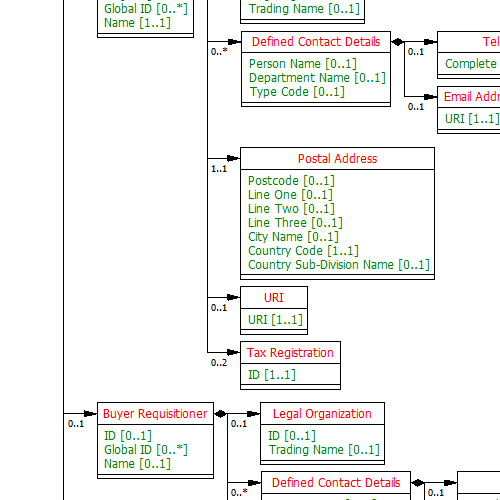 Global ID [0..*]
Name [1..1]
Trading Name [0..1]
0..*
Defined Contact Details
Person Name [0..1]
Department Name [0..1]
Type Code [0..1]
0..1
Complete
0..1
Email Addr
URI [1..1]
1..1
Postal Address
Postcode [0..1]
Line One [0..1]
Line Two [0..1]
Line Three [0..1]
City Name [0..1]
Country Code [1..1]
Country Sub-Division Name [0..1]
0..1
URI
URI [1..1]
0..2
Tax Registration
ID [1..1]
0..1
Buyer Requisitioner
ID [0..1]
Global ID [0..*]
Name [0..1]
0..1
Legal Organization
ID [0..1]
Trading Name [0..1]
0..*
Defined Contact Details
0..1